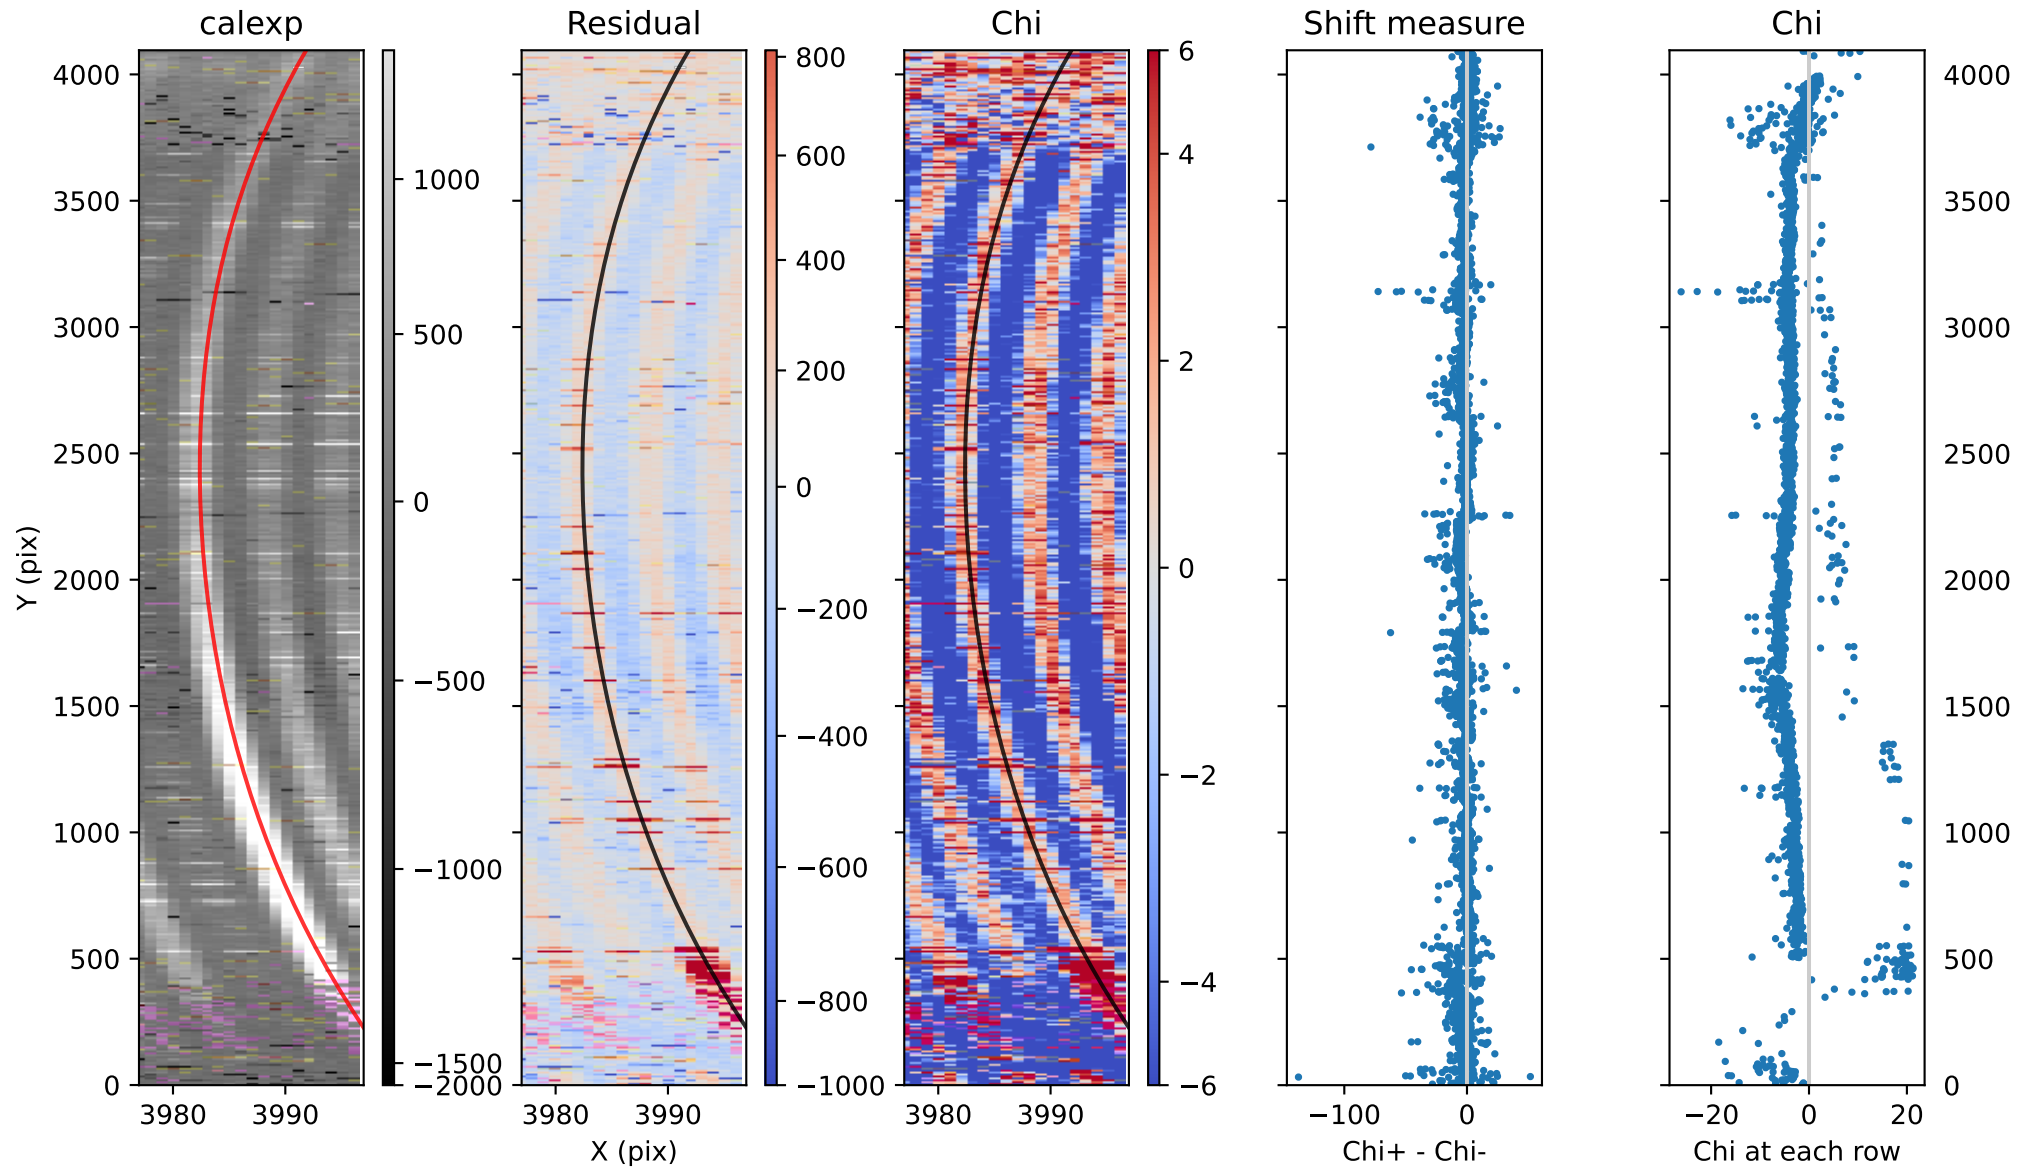 calexp Residual Chi Shift measure Chi
4000 3500 3000 2500 2000 1500 1000 500 0
Y (pix)
3980 3990
1000 500 0 −500 −1000 −1500 −2000
3980 3990
X (pix)
800 600 400 200 0 −200 −400 −600 −800 −1000
3980 3990
6 4 2 0 −2 −4 −6
−100 0
Chi+ - Chi-
−20 0 20
Chi at each row
4000 3500 3000 2500 2000 1500 1000 500 0